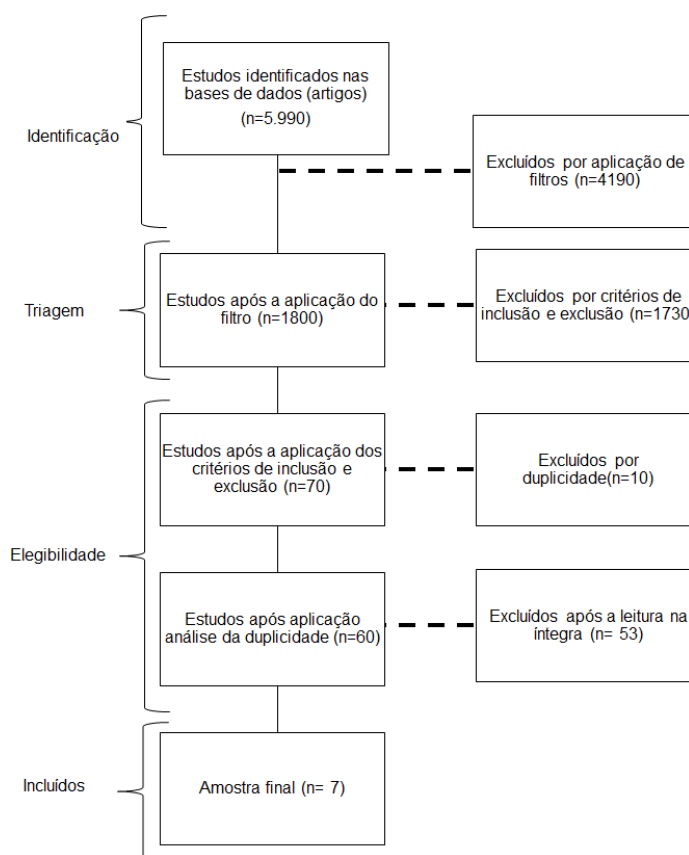 Identificação
Estudos identificados nas
bases de dados (artigos)
(n=5.990)
Excluídos por aplicação de
filtros (n=4190)
Triagem
Estudos após a aplicação do
filtro (n=1800)
Excluídos por critérios de
inclusão e exclusão (n=1730
Elegibilidade
Estudos após a aplicação dos
critérios de inclusão e
exclusão (n=70)
Excluídos por
duplicidade(n=10)
Estudos após aplicação
análise da duplicidade (n=60)
Excluídos após a leitura na
íntegra (n= 53)
Incluídos
Amostra final (n= 7)